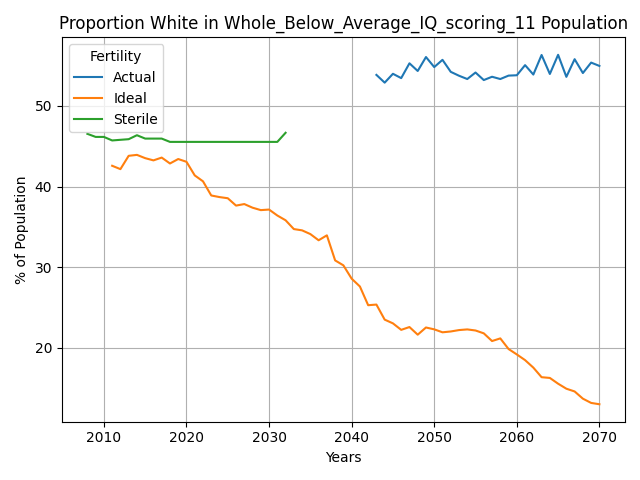 Proportion White in Whole_Below_Average_IQ_scoring_11 Population
Fertility
Actual
Ideal
Sterile
% of Population
50
40
30
20
2010 2020 2030 2040 2050 2060 2070
Years